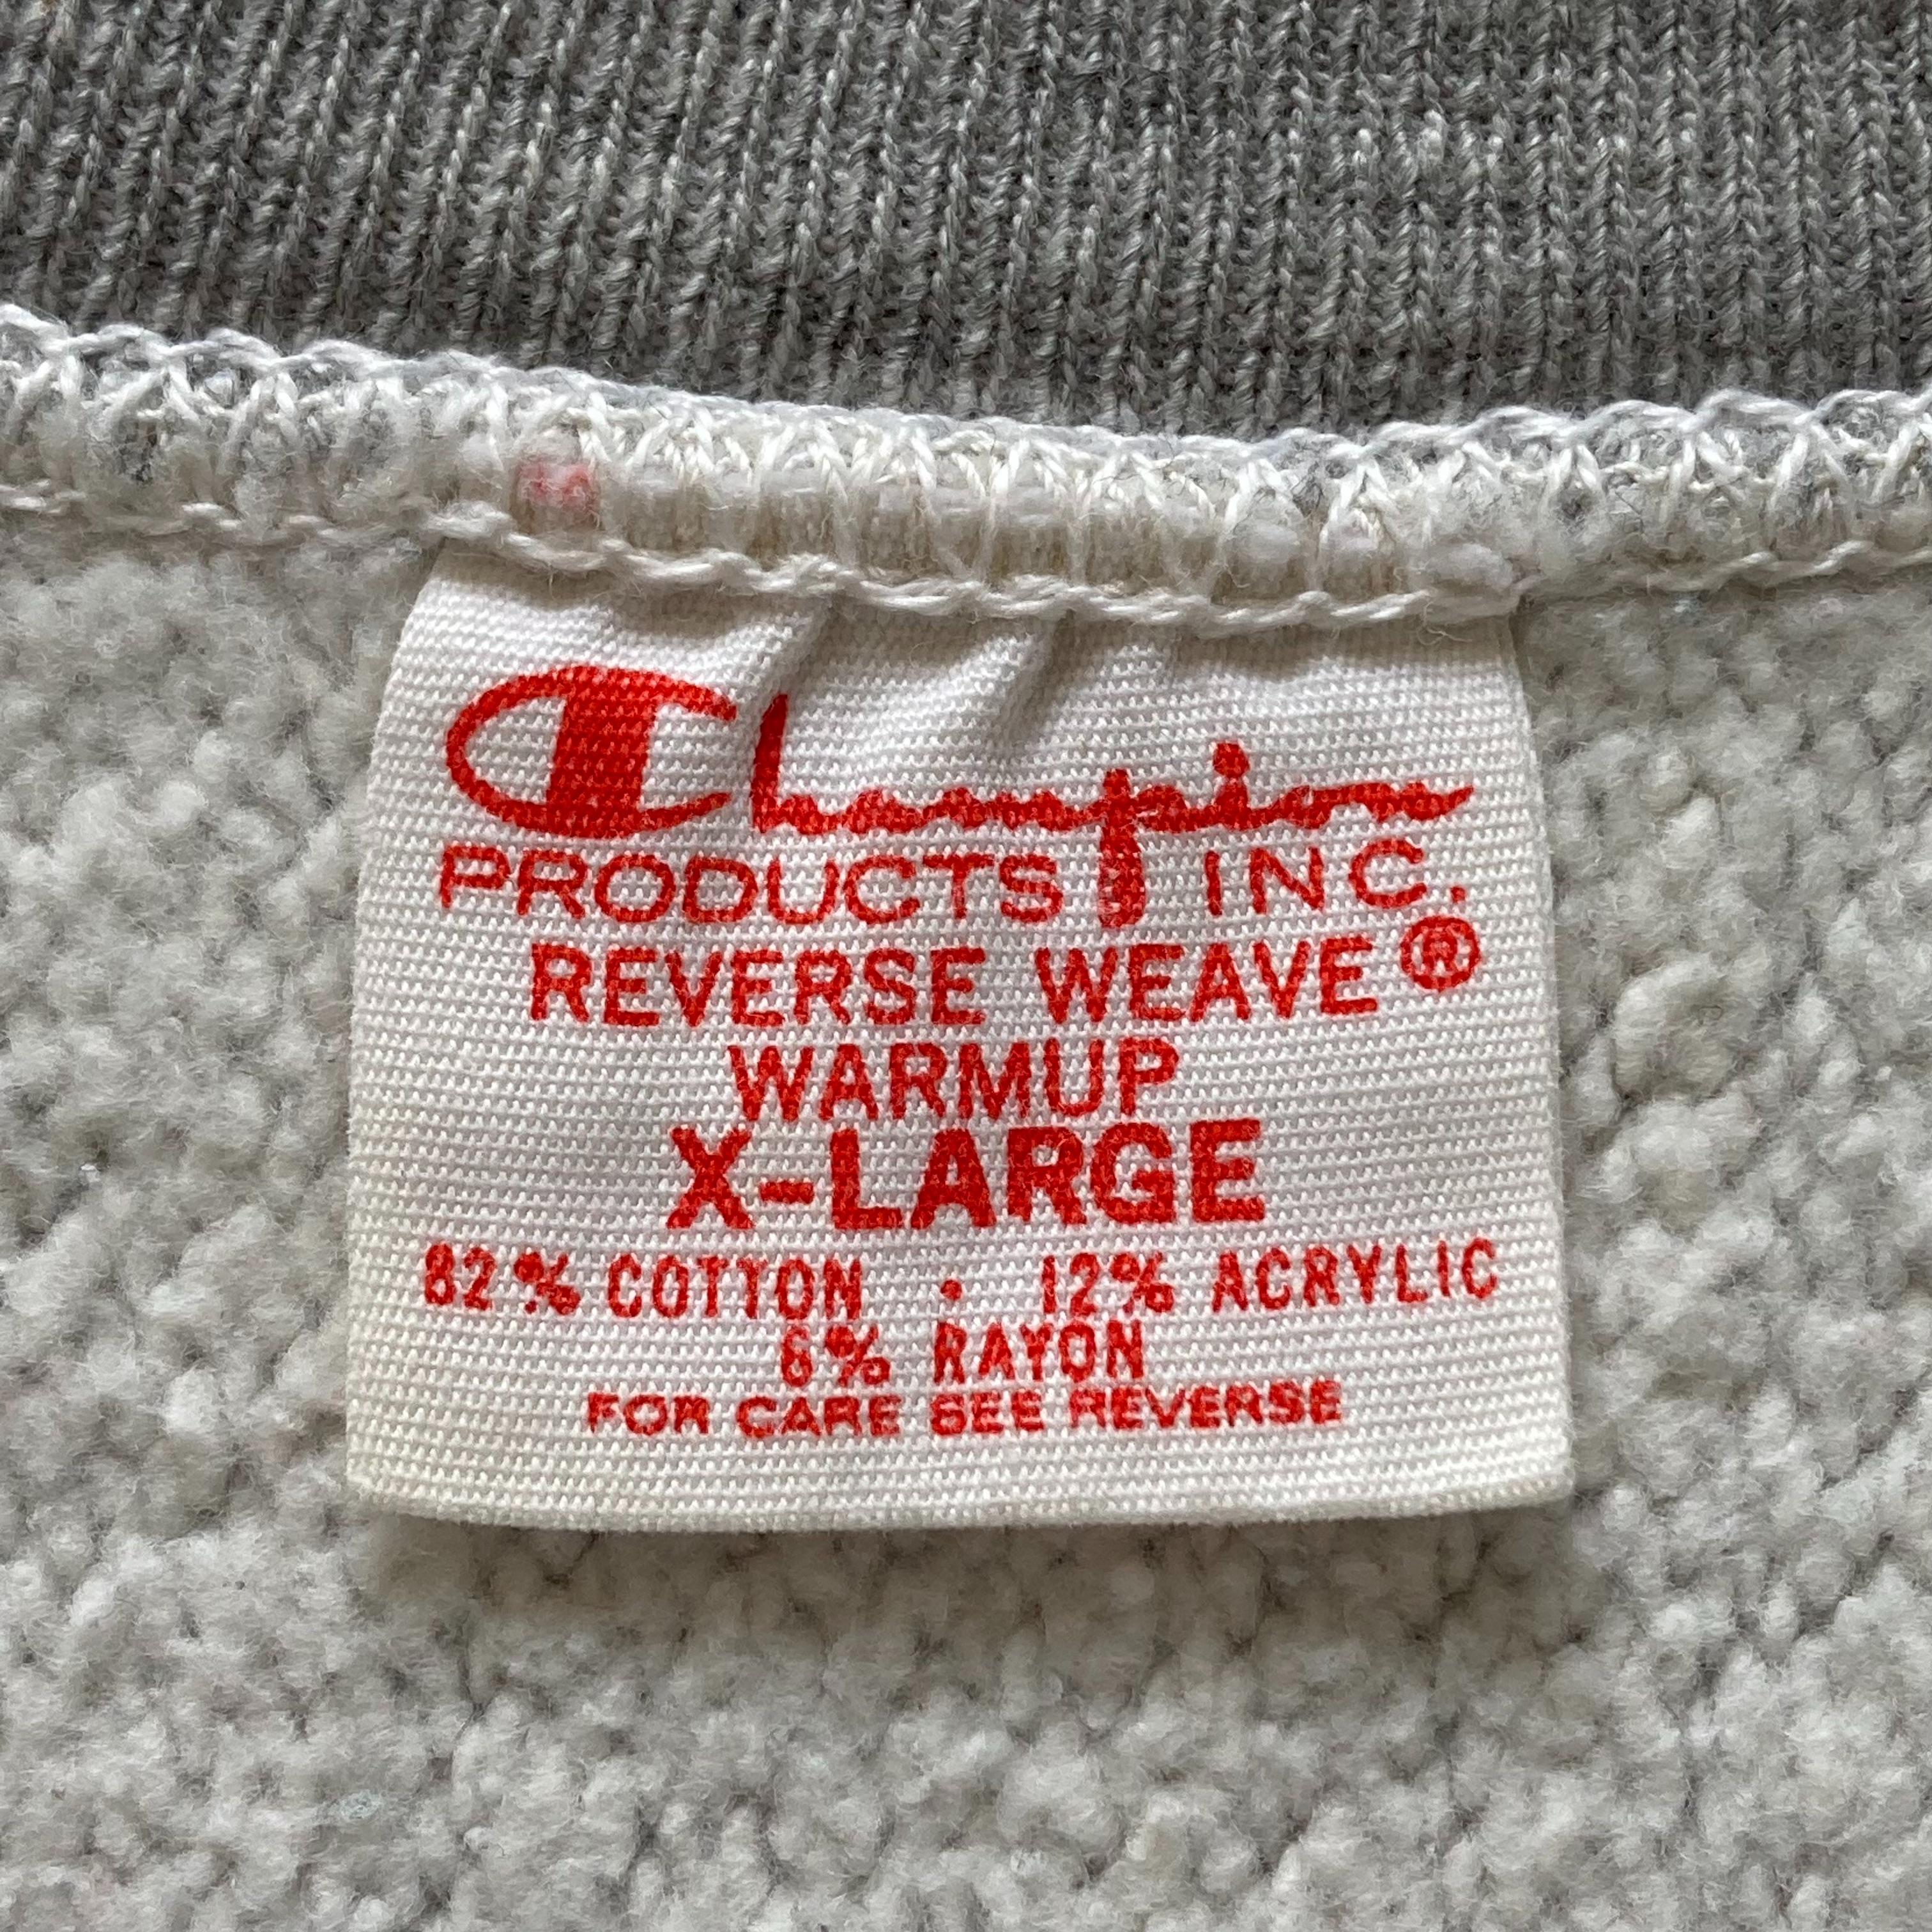 Champion
PRODUCTS INC.
REVERSE WEAVE®
WARMUP
X-LARGE
82% COTTON · 12% ACRYLIC
6% RAYON
FOR CARE SEE REVERSE